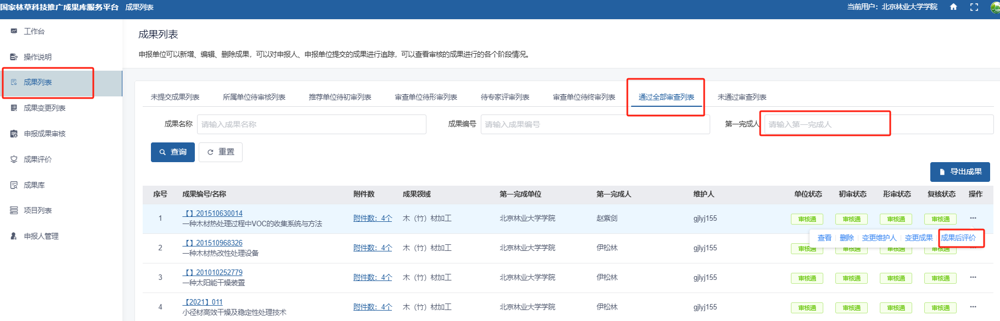 国家林草科技推广成果库服务平台 成果列表 当前用户：北京林业大学学院
工作台
操作说明
成果列表
成果变更列表
申报成果审核
成果评价
成果库
项目列表
申报人管理
成果列表
申报单位可以新增、编辑、删除成果，可以对申报人、申报单位提交的成果进行追踪，可以查看审核的成果进行的各个阶段情况。
未提交成果列表 所属单位待审核列表 推荐单位待初审列表 审查单位待形审列表 待专家评审列表 审查单位待终审列表 通过全部审查列表 未通过审查列表
成果名称 请输入成果名称 成果编号 请输入成果编号 第一完成人 请输入第一完成人
查询 重置
导出成果
序号 成果编号/名称 附件数 成果领域 第一完成单位 第一完成人 维护人 单位状态 初审状态 形审状态 复核状态 操作
1 【】201510630014 附件数：4个 木（竹）材加工 北京林业大学学院 赵紫剑 gjlyj155 审核通 审核通 审核通 审核通 ···
一种木材热处理过程中VOC的收集系统与方法
查看 删除 变更维护人 变更成果 成果后评价
2 【】201510968326 附件数：4个 木（竹）材加工 北京林业大学学院 伊松林 gjlyj155 审核通 审核通 审核通 审核通
一种木材热改性处理设备
3 【】201010252779 附件数：4个 木（竹）材加工 北京林业大学学院 伊松林 gjlyj155 审核通 审核通 审核通 审核通 ···
一种太阳能干燥装置
4 【2021】011 附件数：4个 木（竹）材加工 北京林业大学学院 伊松林 gjlyj155 审核通 审核通 审核通 审核通 ···
小径材高效干燥及稳定性处理技术